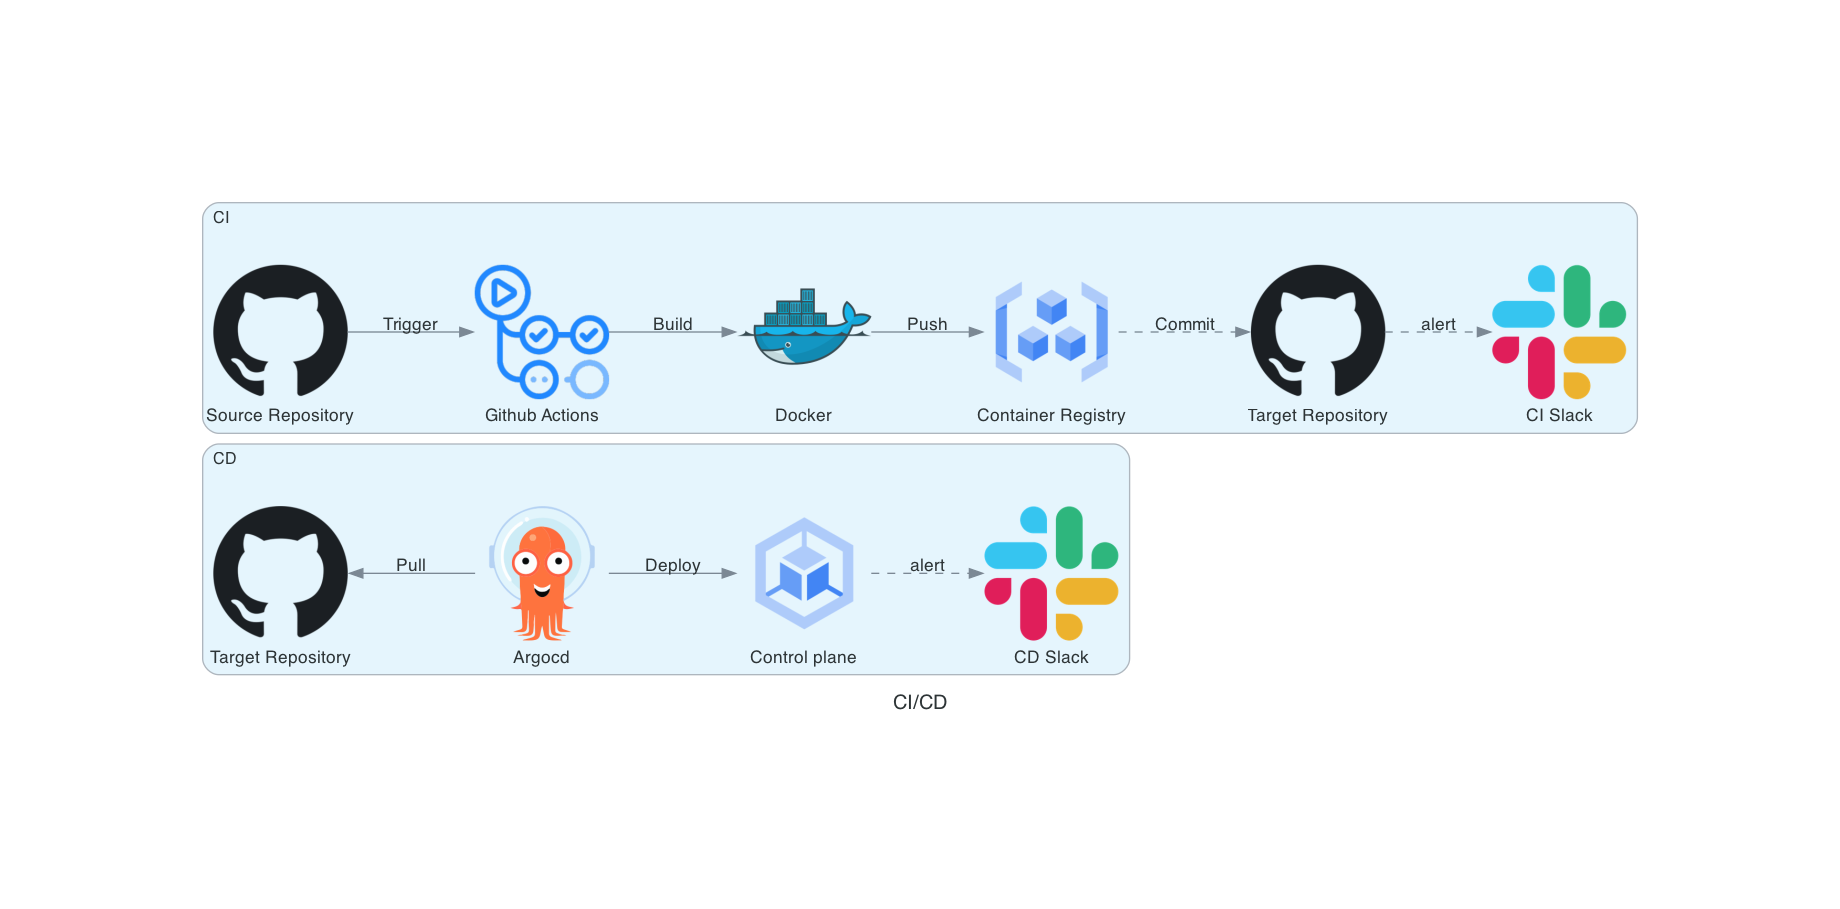 CI
Trigger
Build
Push
Commit
alert
Source Repository
Github Actions
Docker
Container Registry
Target Repository
CI Slack
CD
Pull
Deploy
alert
Target Repository
Argocd
Control plane
CD Slack
CI/CD